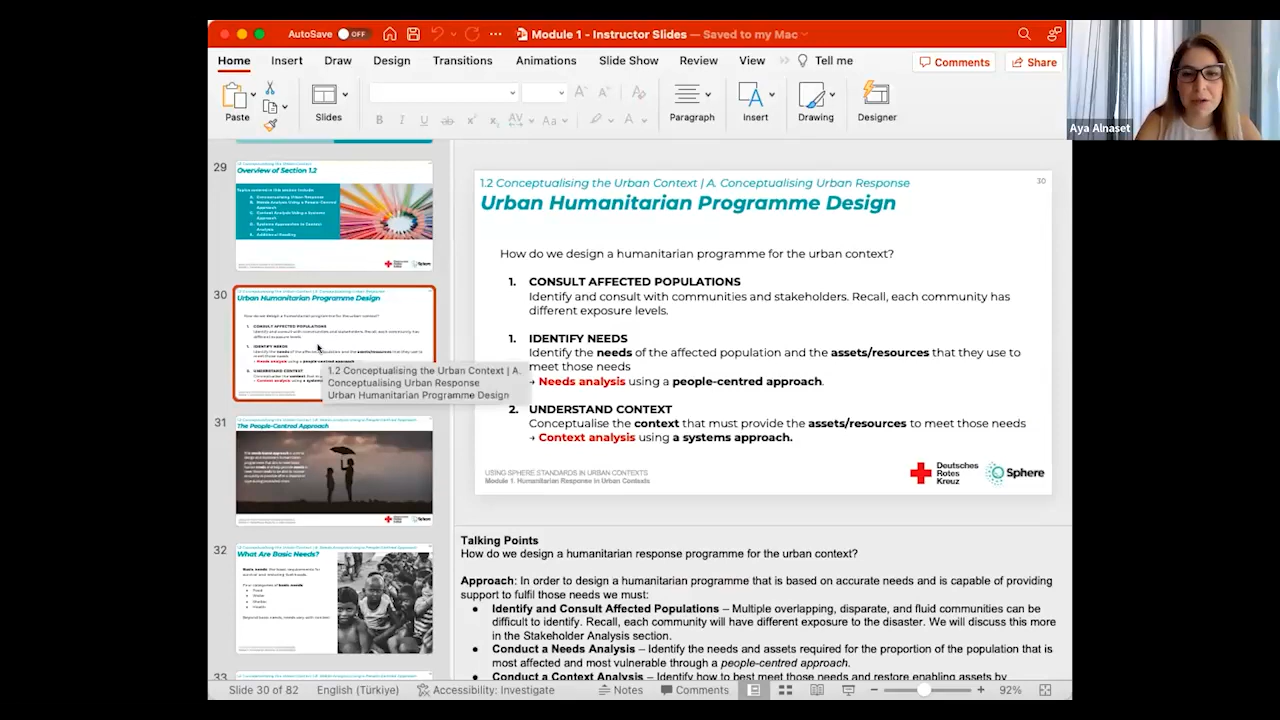 AutoSave OFF
Module 1 - Instructor Slides — Saved to my Mac
Home Insert Draw Design Transitions Animations Slide Show Review View Tell me
Comments Share
Paste Slides Paragraph Insert Drawing Designer
Aya Alnaset
29
Overview of Section 1.2
30
Urban Humanitarian Programme Design
How do we design a humanitarian programme for the urban context?
1.2 Conceptualising the Urban Context | A.
Conceptualising Urban Response
Urban Humanitarian Programme Design
31
The People-Centred Approach
32
What Are Basic Needs?
33
1.2 Conceptualising the Urban Context | A. Conceptualising Urban Response
30
Urban Humanitarian Programme Design
How do we design a humanitarian programme for the urban context?
1. CONSULT AFFECTED POPULATIONS
Identify and consult with communities and stakeholders. Recall, each community has
different exposure levels.
1. IDENTIFY NEEDS
Identify the needs of the affected population and the assets/resources that they use to
meet those needs
→ Needs analysis using a people-centred approach.
2. UNDERSTAND CONTEXT
Conceptualise the context that must provide the assets/resources to meet those needs
→ Context analysis using a systems approach.
USING SPHERE STANDARDS IN URBAN CONTEXTS
Module 1. Humanitarian Response in Urban Contexts
Deutsches
Rotes
Kreuz
Sphere
Talking Points
How do we design a humanitarian response programme for the urban context?
Approach: In order to design a humanitarian programme that is based on accurate needs and is capable of providing
support to fulfil those needs we must:
• Identify and Consult Affected Populations – Multiple overlapping, disparate, and fluid communities can be
difficult to identify. Recall, each community will have different exposure to the disaster. We will discuss this more
in the Stakeholder Analysis section.
• Conduct a Needs Analysis – Identify the needs and assets required for the proportion of the population that is
most affected and most vulnerable through a people-centred approach.
Slide 30 of 82 English (Türkiye) Accessibility: Investigate Notes Comments 92%